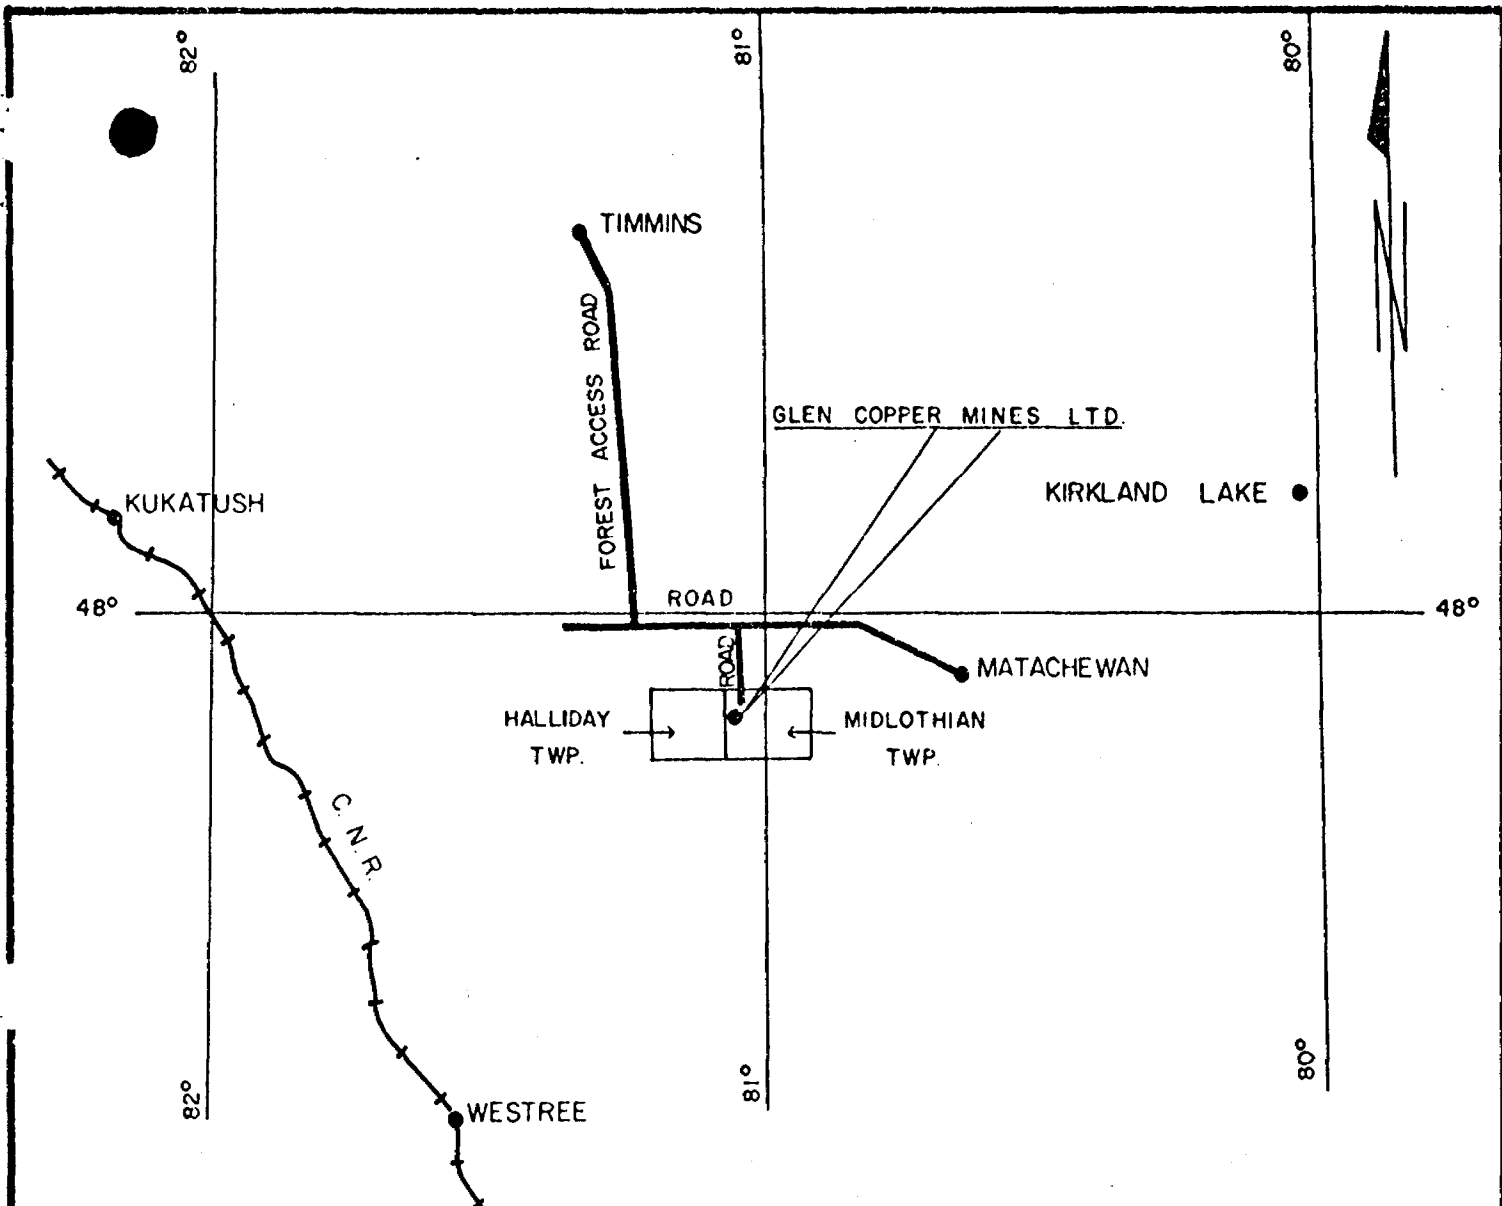 82°
81°
80°
N
TIMMINS
FOREST ACCESS ROAD
GLEN COPPER MINES LTD.
KIRKLAND LAKE
KUKATUSH
48°
ROAD
48°
ROAD
MATACHEWAN
HALLIDAY
TWP.
MIDLOTHIAN
TWP.
C. N. R.
82°
81°
80°
WESTREE